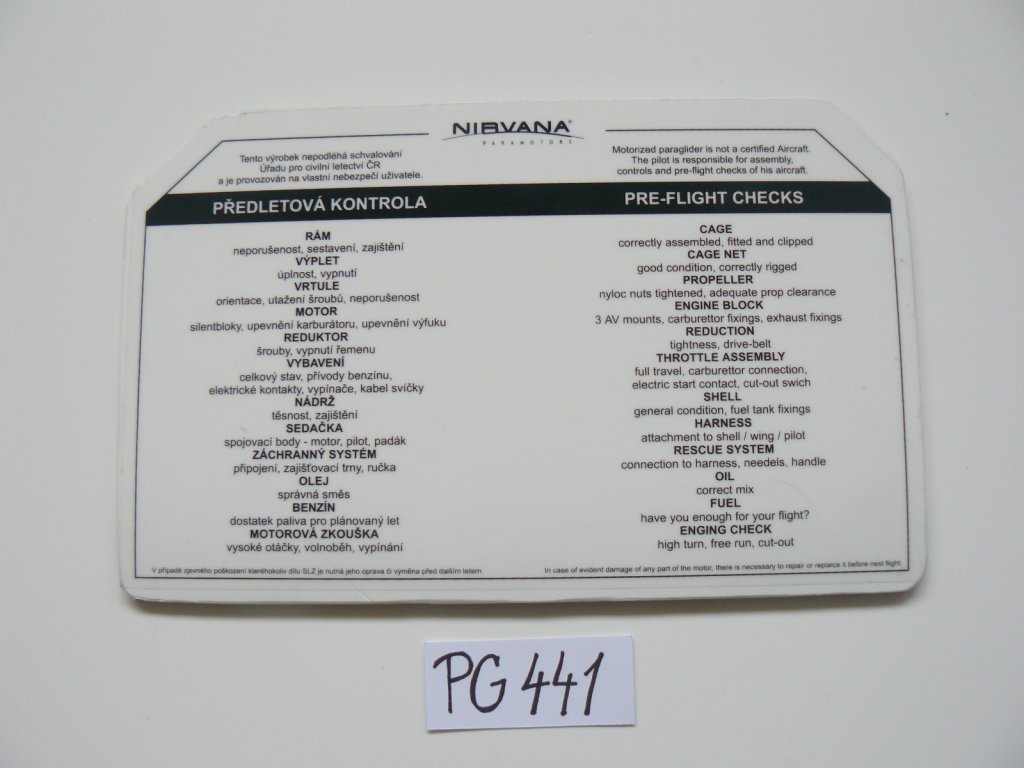 NIRVANA
PARAMOTORS
Tento výrobek nepodléhá schvalování
Úřadu pro civilní letectví ČR
a je provozován na vlastní nebezpečí uživatele.
PŘEDLETOVÁ KONTROLA
RÁM
neporušenost, sestavení, zajištění
VÝPLET
úplnost, vypnutí
VRTULE
orientace, utažení šroubů, neporušenost
MOTOR
silentbloky, upevnění karburátoru, upevnění výfuku
REDUKTOR
šrouby, vypnutí řemenu
VYBAVENÍ
celkový stav, přívody benzínu,
elektrické kontakty, vypínače, kabel svíčky
NÁDRŽ
těsnost, zajištění
SEDAČKA
spojovací body - motor, pilot, padák
ZÁCHRANNÝ SYSTÉM
připojení, zajišťovací trny, ručka
OLEJ
správná směs
BENZÍN
dostatek paliva pro plánovaný let
MOTOROVÁ ZKOUŠKA
vysoké otáčky, volnoběh, vypínání
V případě zjevného poškození kteréhokoliv dílu SLZ je nutná jeho oprava či výměna před dalším letem.
Motorized paraglider is not a certified Aircraft.
The pilot is responsible for assembly,
controls and pre-flight checks of his aircraft.
PRE-FLIGHT CHECKS
CAGE
correctly assembled, fitted and clipped
CAGE NET
good condition, correctly rigged
PROPELLER
nyloc nuts tightened, adequate prop clearance
ENGINE BLOCK
3 AV mounts, carburettor fixings, exhaust fixings
REDUCTION
tightness, drive-belt
THROTTLE ASSEMBLY
full travel, carburettor connection,
electric start contact, cut-out swich
SHELL
general condition, fuel tank fixings
HARNESS
attachment to shell / wing / pilot
RESCUE SYSTEM
connection to harness, needels, handle
OIL
correct mix
FUEL
have you enough for your flight?
ENGING CHECK
high turn, free run, cut-out
In case of evident damage of any part of the motor, there is necessary to repair or replaice it before next flight.
PG 441